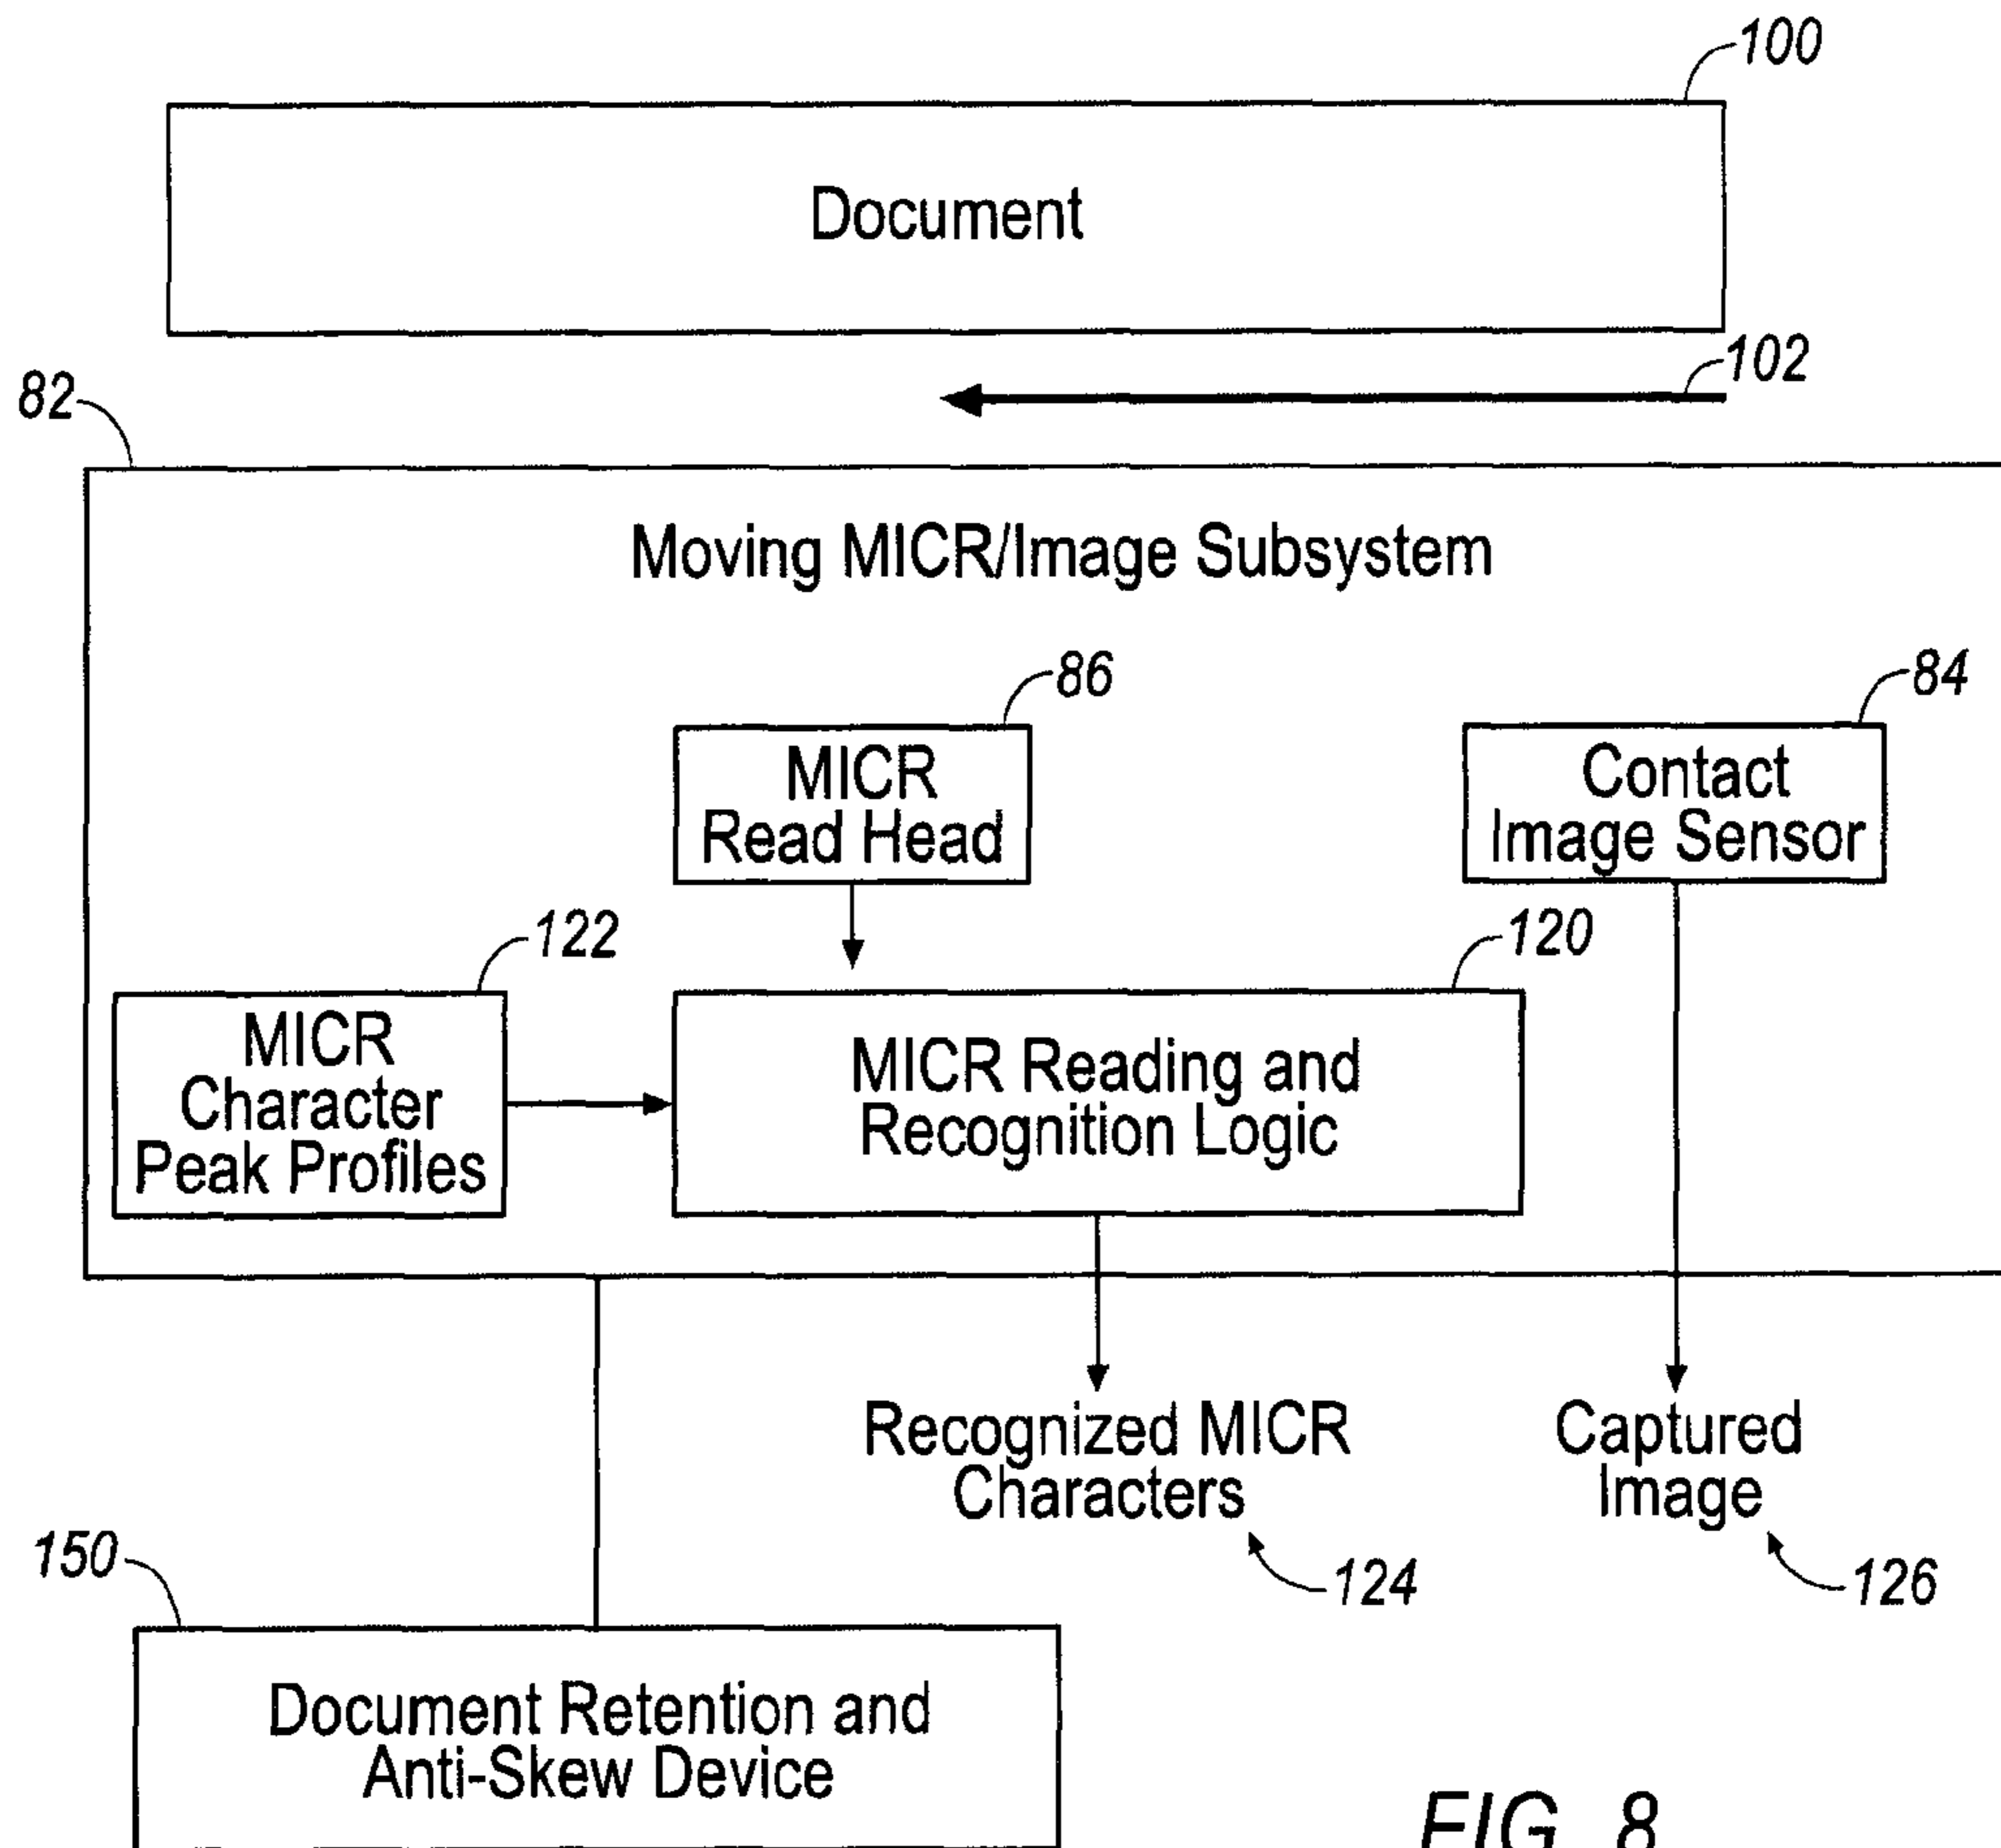 100
Document
102
82
Moving MICR/Image Subsystem
86
84
MICR
Read Head
Contact
Image Sensor
122
120
MICR
Character
Peak Profiles
MICR Reading and
Recognition Logic
Recognized MICR
Characters
Captured
Image
124
126
150
Document Retention and
Anti-Skew Device
FIG. 8